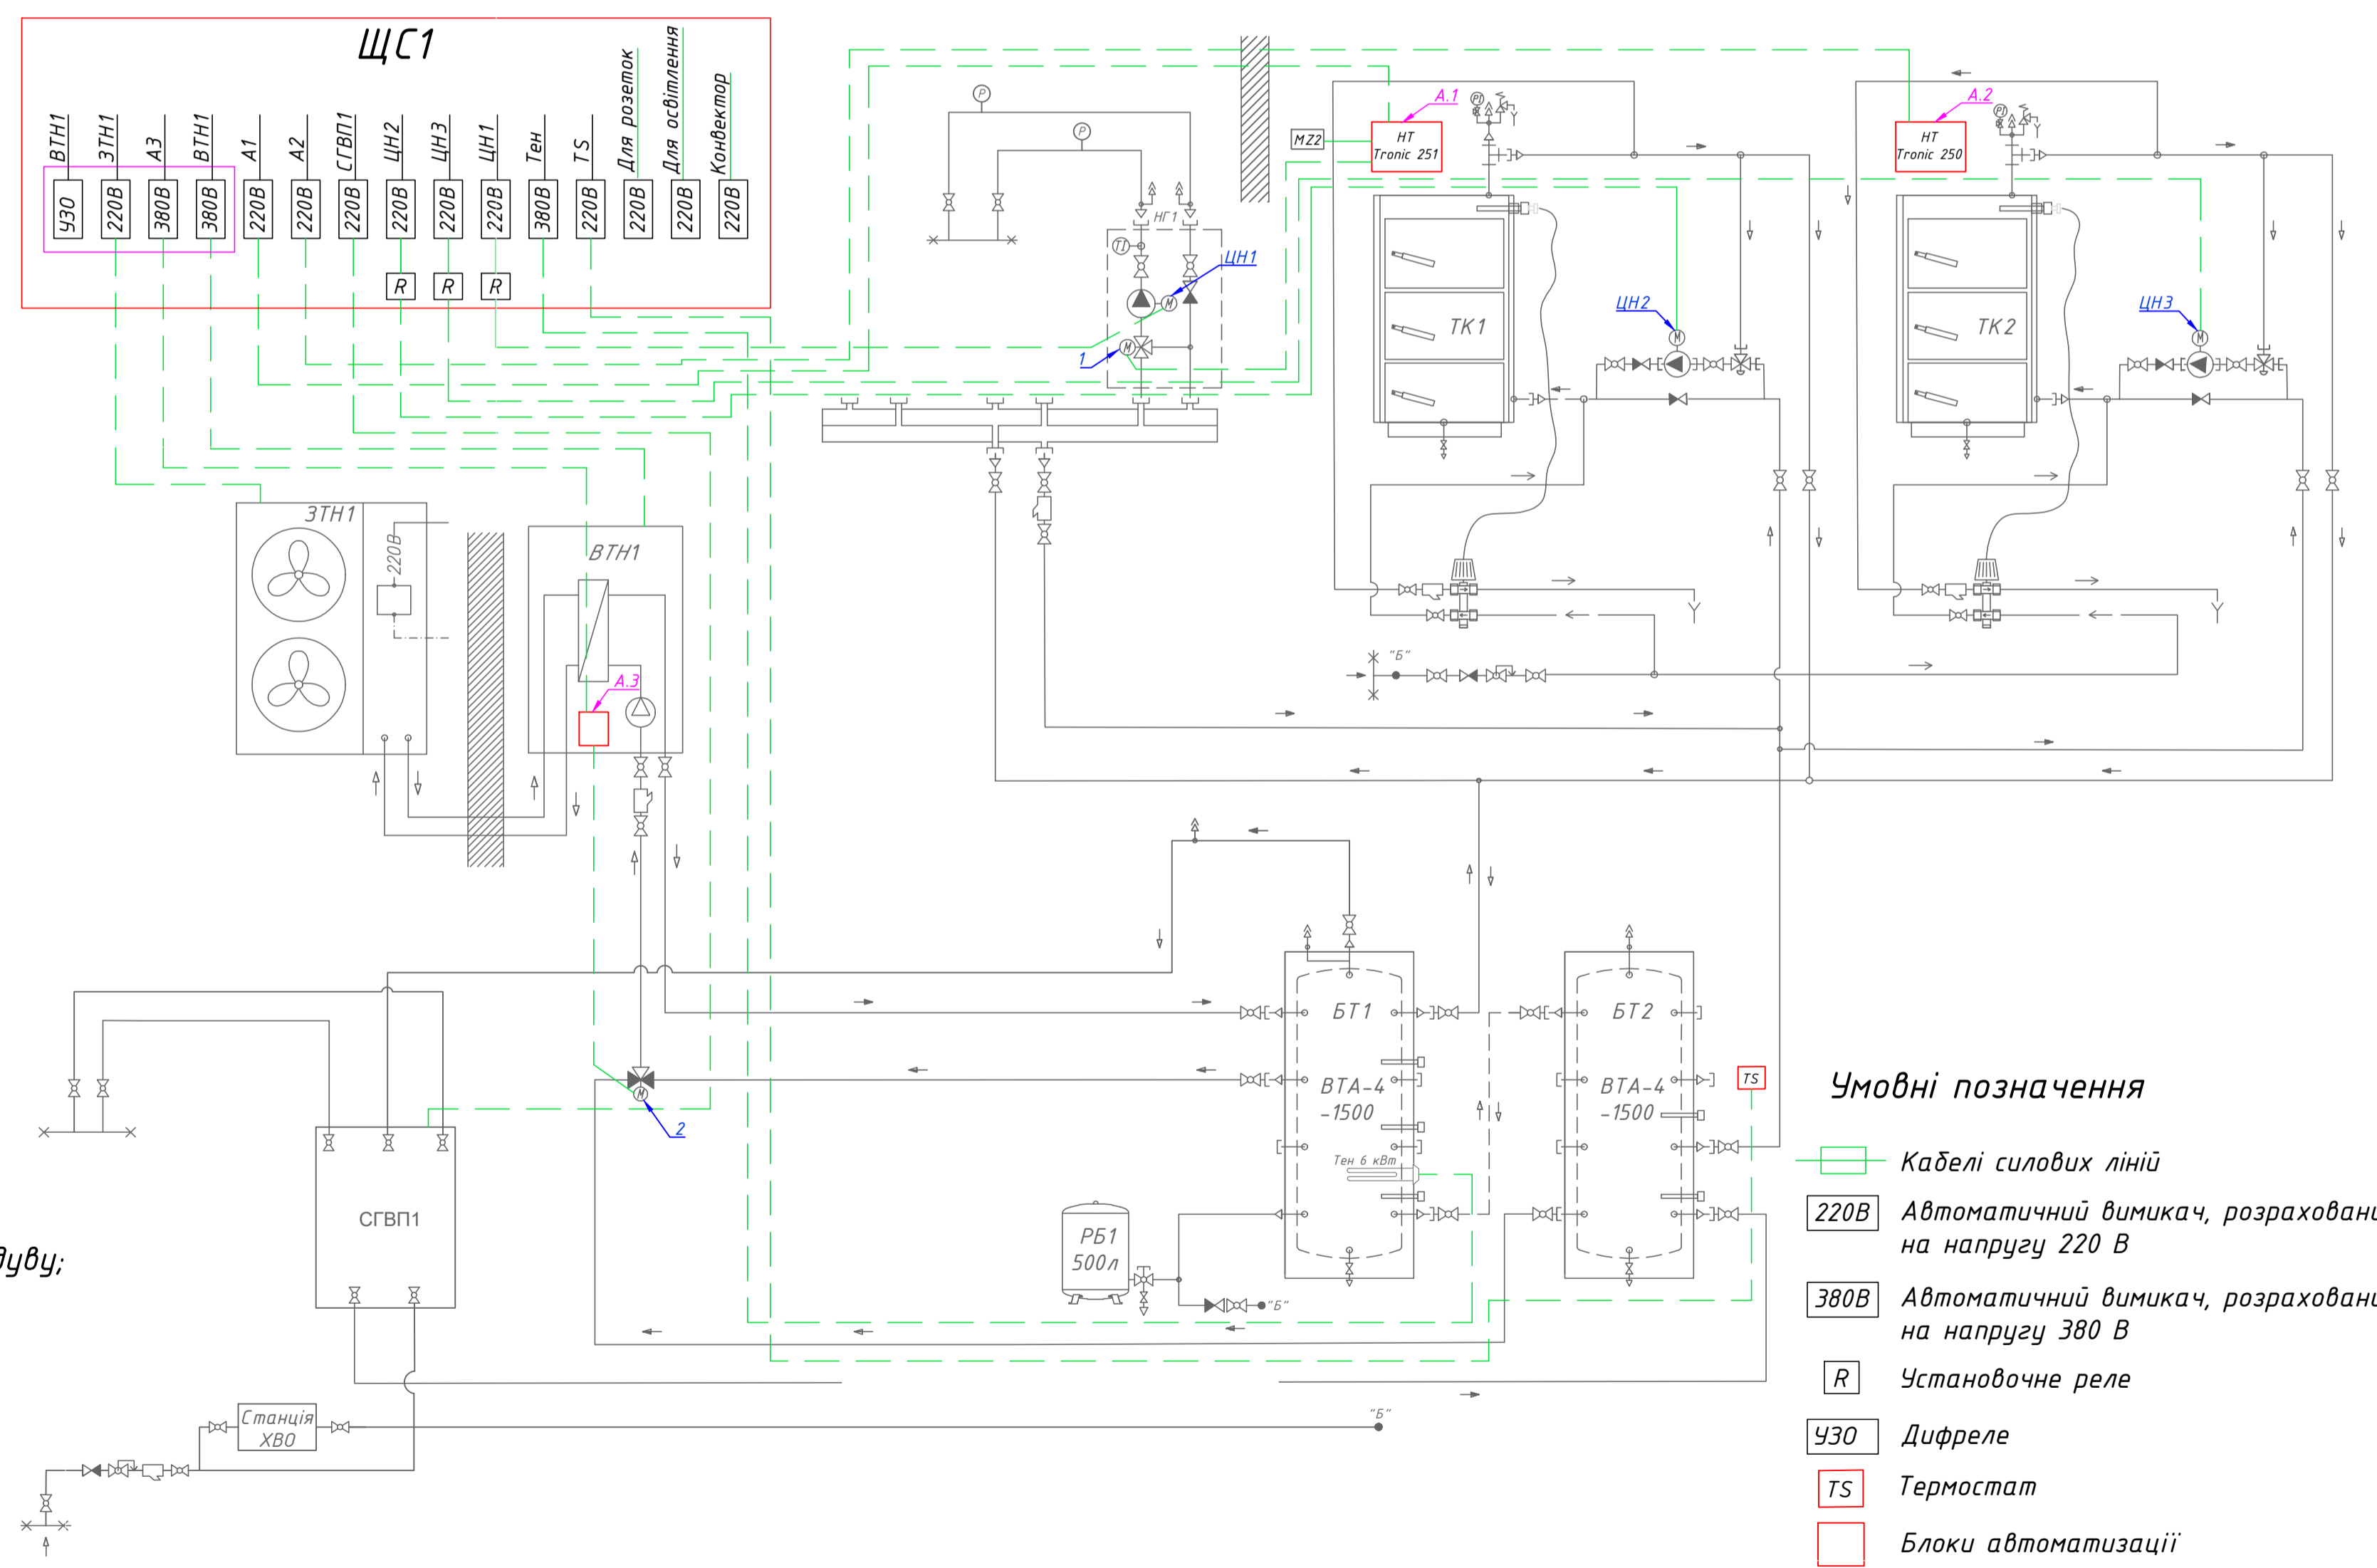 ЩС1
ВТН1
ЗТН1
А3
ВТН1
А1
А2
СГВП1
ЦН2
ЦН3
ЦН1
Тен
TS
Для розеток
Для освітлення
Конвектор
УЗО
220В
380В
380В
220В
220В
220В
220В
220В
220В
380В
220В
220В
220В
220В
R
R
R
P
P
НГ1
TI
ЦН1
M
M
1
MZ2
HT
Tronic 251
А.1
PI
ТК1
ЦН2
M
HT
Tronic 250
А.2
PI
ТК2
ЦН3
M
ЗТН1
220В
ВТН1
А.3
"Б"
БТ1
ВТА-4
-1500
Тен 6 кВт
БТ2
ВТА-4
-1500
TS
M
2
СГВП1
РБ1
500л
"Б"
дуву;
Станція
ХВО
"Б"
Умовні позначення
Кабелі силових ліній
220В Автоматичний вимикач, розраховани
на напругу 220 В
380В Автоматичний вимикач, розраховани
на напругу 380 В
R Установочне реле
УЗО Дифреле
TS Термостат
Блоки автоматизації